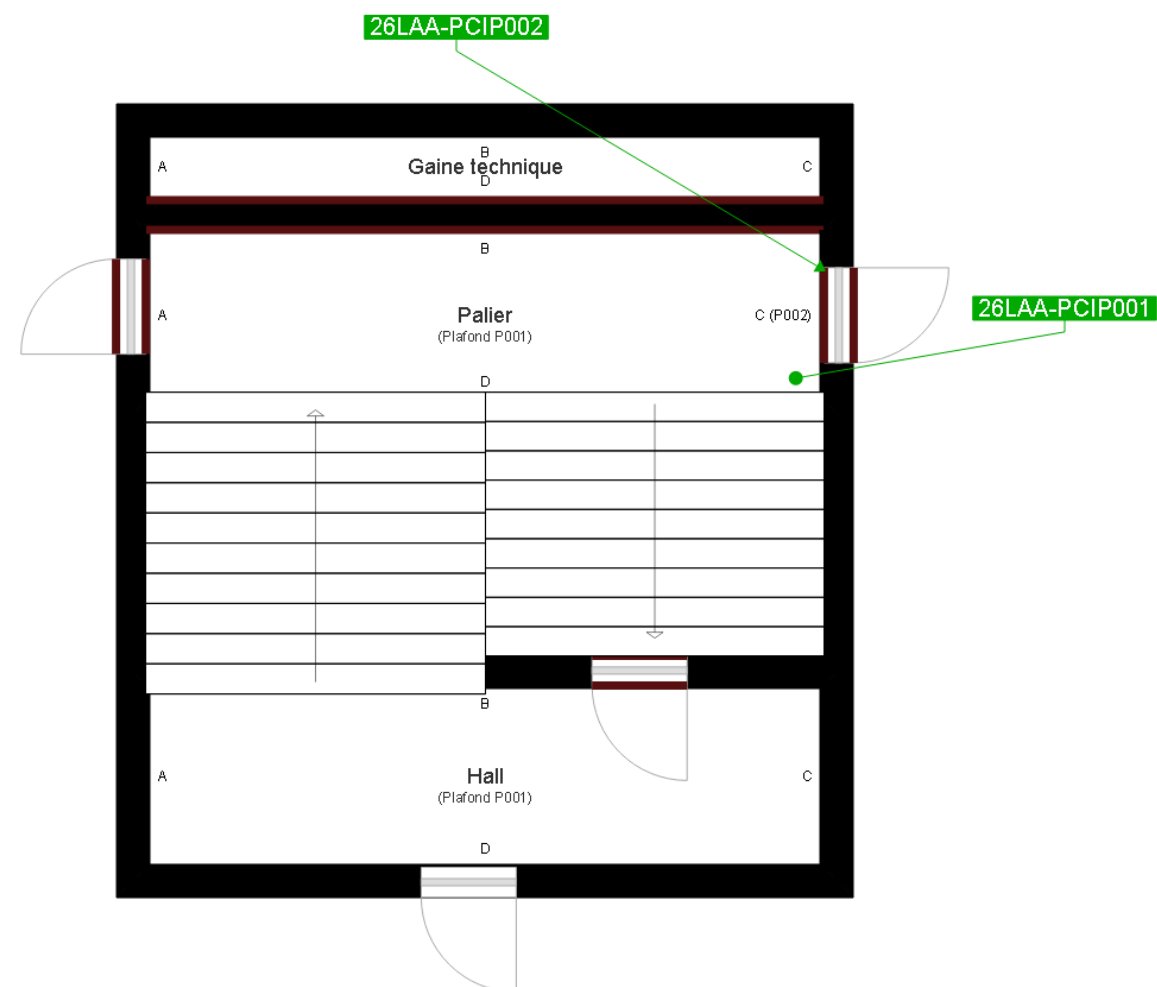 26LAA-PCIP002
B
A Gaine technique C
D
B
26LAA-PCIP001
A Palier C (P002)
(Plafond P001)
D
B
A Hall C
(Plafond P001)
D